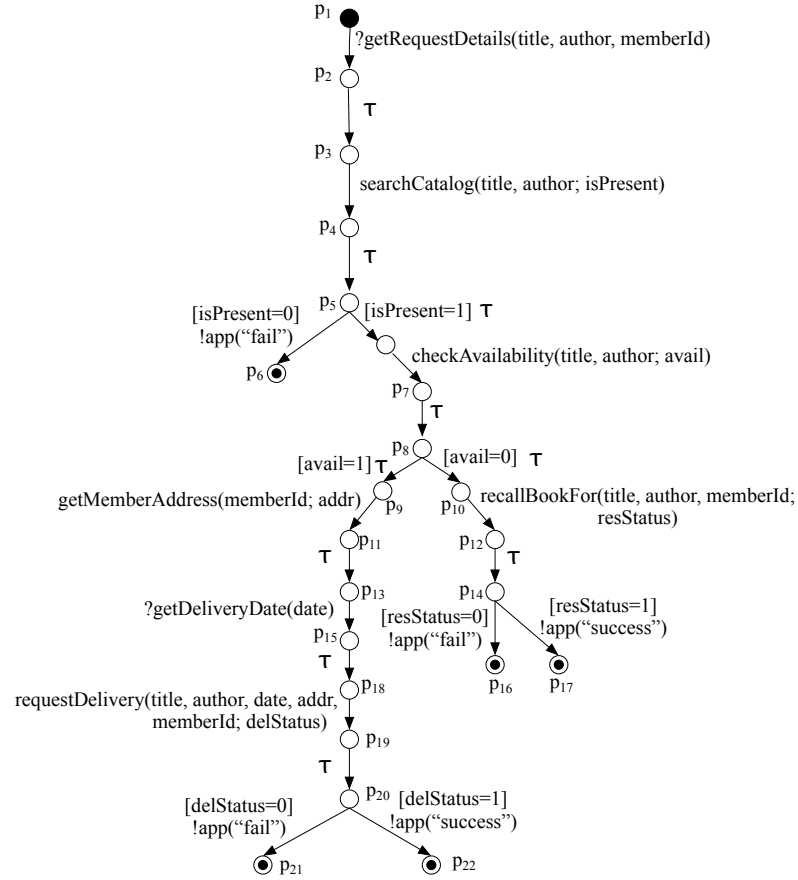 p1
?getRequestDetails(title, author, memberId)
p2
τ
p3
searchCatalog(title, author; isPresent)
p4
τ
p5
[isPresent=0]
!app(“fail”)
[isPresent=1] τ
p6
checkAvailability(title, author; avail)
p7
τ
p8
[avail=1] τ
[avail=0] τ
getMemberAddress(memberId; addr)
p9
p10
recallBookFor(title, author, memberId;
resStatus)
p11
p12
τ
τ
p13
p14
?getDeliveryDate(date)
[resStatus=0]
!app(“fail”)
[resStatus=1]
!app(“success”)
p15
τ
p16
p17
p18
requestDelivery(title, author, date, addr,
memberId; delStatus)
p19
τ
p20
[delStatus=0]
!app(“fail”)
[delStatus=1]
!app(“success”)
p21
p22